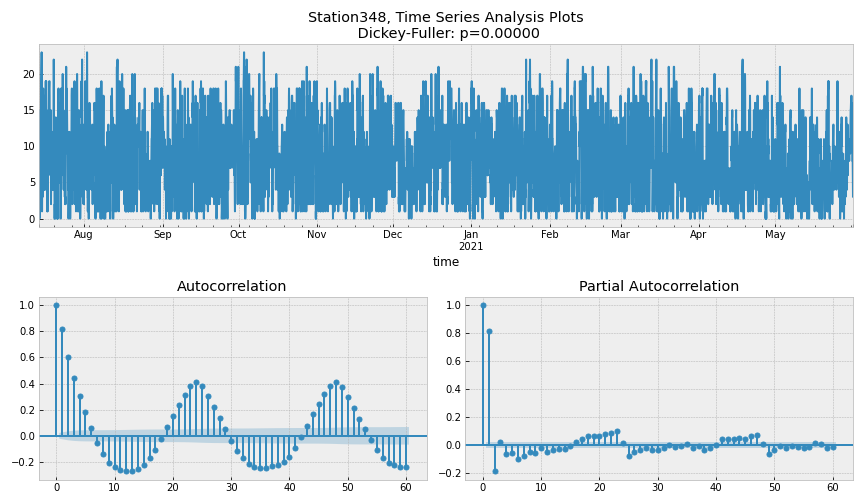 Station348, Time Series Analysis Plots
Dickey-Fuller: p=0.00000
20
15
10
5
0
Aug Sep Oct Nov Dec Jan Feb Mar Apr May
2021
time
Autocorrelation
1.0
0.8
0.6
0.4
0.2
0.0
−0.2
0 10 20 30 40 50 60
Partial Autocorrelation
1.0
0.8
0.6
0.4
0.2
0.0
−0.2
0 10 20 30 40 50 60